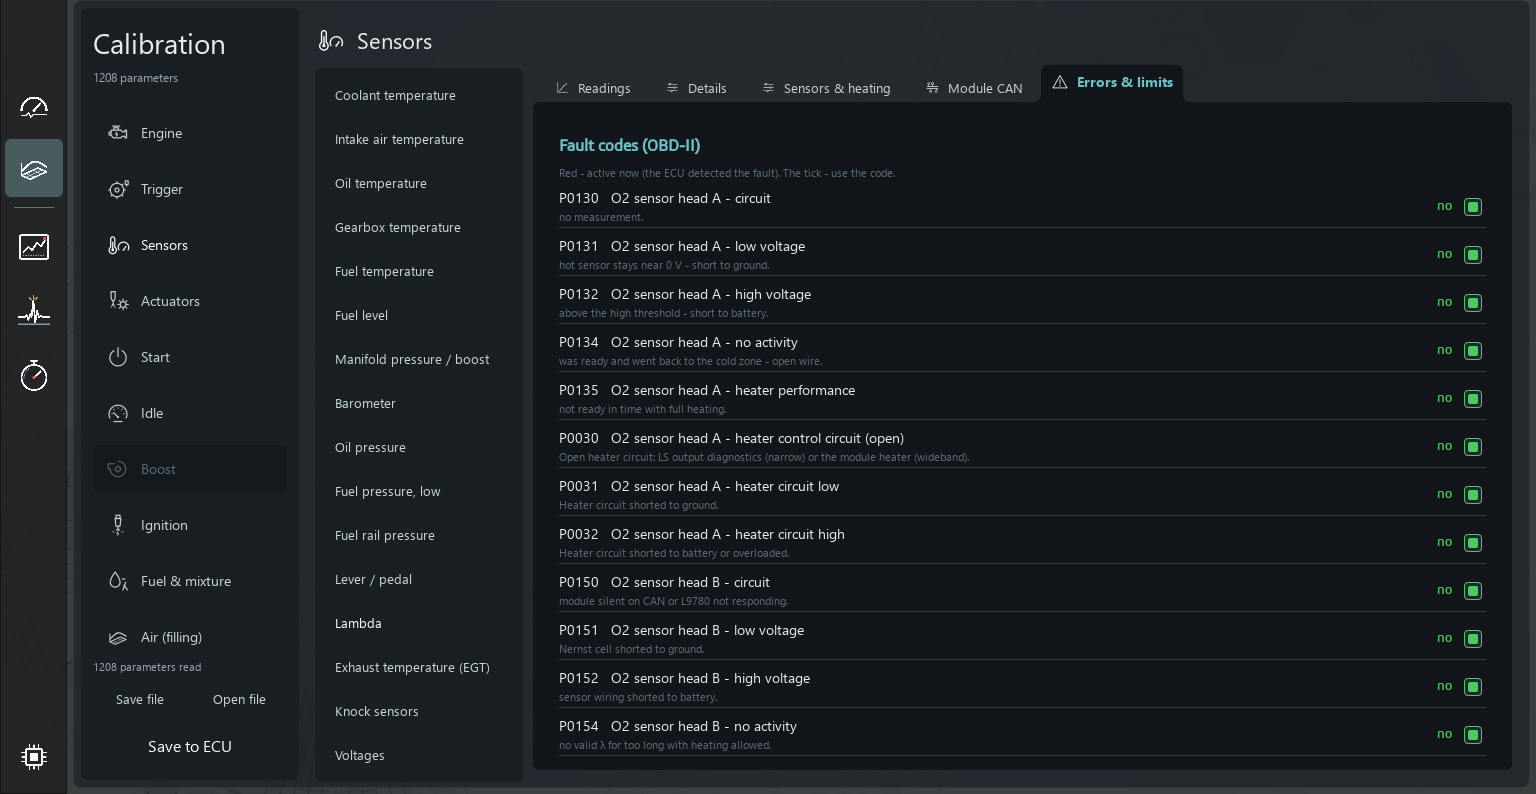 Calibration
1208 parameters
Engine
Trigger
Sensors
Actuators
Start
Idle
Boost
Ignition
Fuel & mixture
Air (filling)
1208 parameters read
Save file
Open file
Save to ECU
Sensors
Coolant temperature
Intake air temperature
Oil temperature
Gearbox temperature
Fuel temperature
Fuel level
Manifold pressure / boost
Barometer
Oil pressure
Fuel pressure, low
Fuel rail pressure
Lever / pedal
Lambda
Exhaust temperature (EGT)
Knock sensors
Voltages
Readings
Details
Sensors & heating
Module CAN
Errors & limits
Fault codes (OBD-II)
Red - active now (the ECU detected the fault). The tick - use the code.
P0130 O2 sensor head A - circuit no
no measurement.
P0131 O2 sensor head A - low voltage no
hot sensor stays near 0 V - short to ground.
P0132 O2 sensor head A - high voltage no
above the high threshold - short to battery.
P0134 O2 sensor head A - no activity no
was ready and went back to the cold zone - open wire.
P0135 O2 sensor head A - heater performance no
not ready in time with full heating.
P0030 O2 sensor head A - heater control circuit (open) no
Open heater circuit: LS output diagnostics (narrow) or the module heater (wideband).
P0031 O2 sensor head A - heater circuit low no
Heater circuit shorted to ground.
P0032 O2 sensor head A - heater circuit high no
Heater circuit shorted to battery or overloaded.
P0150 O2 sensor head B - circuit no
module silent on CAN or L9780 not responding.
P0151 O2 sensor head B - low voltage no
Nernst cell shorted to ground.
P0152 O2 sensor head B - high voltage no
sensor wiring shorted to battery.
P0154 O2 sensor head B - no activity no
no valid λ for too long with heating allowed.